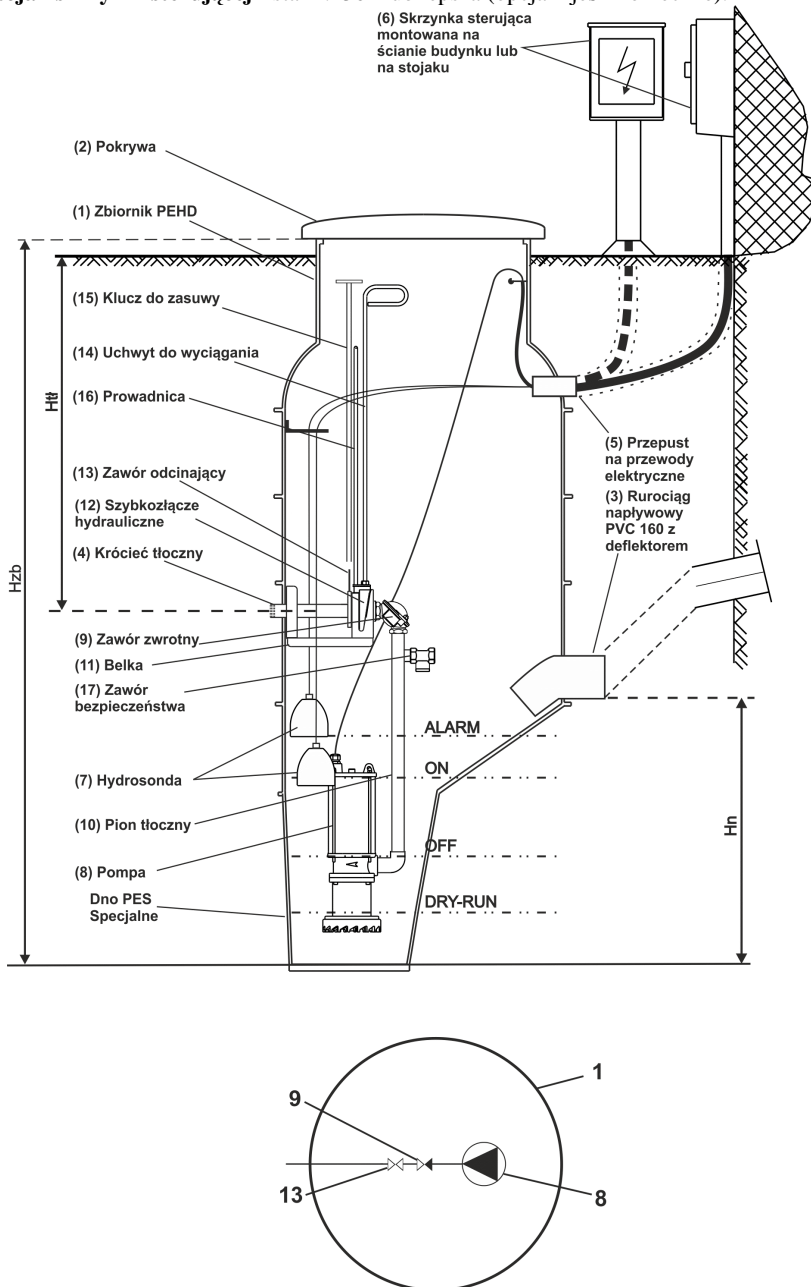 (6) Skrzynka sterująca
montowana na
ścianie budynku lub
na stojaku
(2) Pokrywa
(1) Zbiornik PEHD
(15) Klucz do zasuwy
(14) Uchwyt do wyciągania
(16) Prowadnica
Htł
(5) Przepust
na przewody
elektryczne
(13) Zawór odcinający
(12) Szybkozłącze
hydrauliczne
(3) Rurociąg
napływowy
PVC 160 z
deflektorem
(4) Króciec tłoczny
Hzb
(9) Zawór zwrotny
(11) Belka
(17) Zawór
bezpieczeństwa
ALARM
ON
(7) Hydrosonda
(10) Pion tłoczny
Hn
OFF
(8) Pompa
Dno PES
Specjalne
DRY-RUN
1
9
13
8